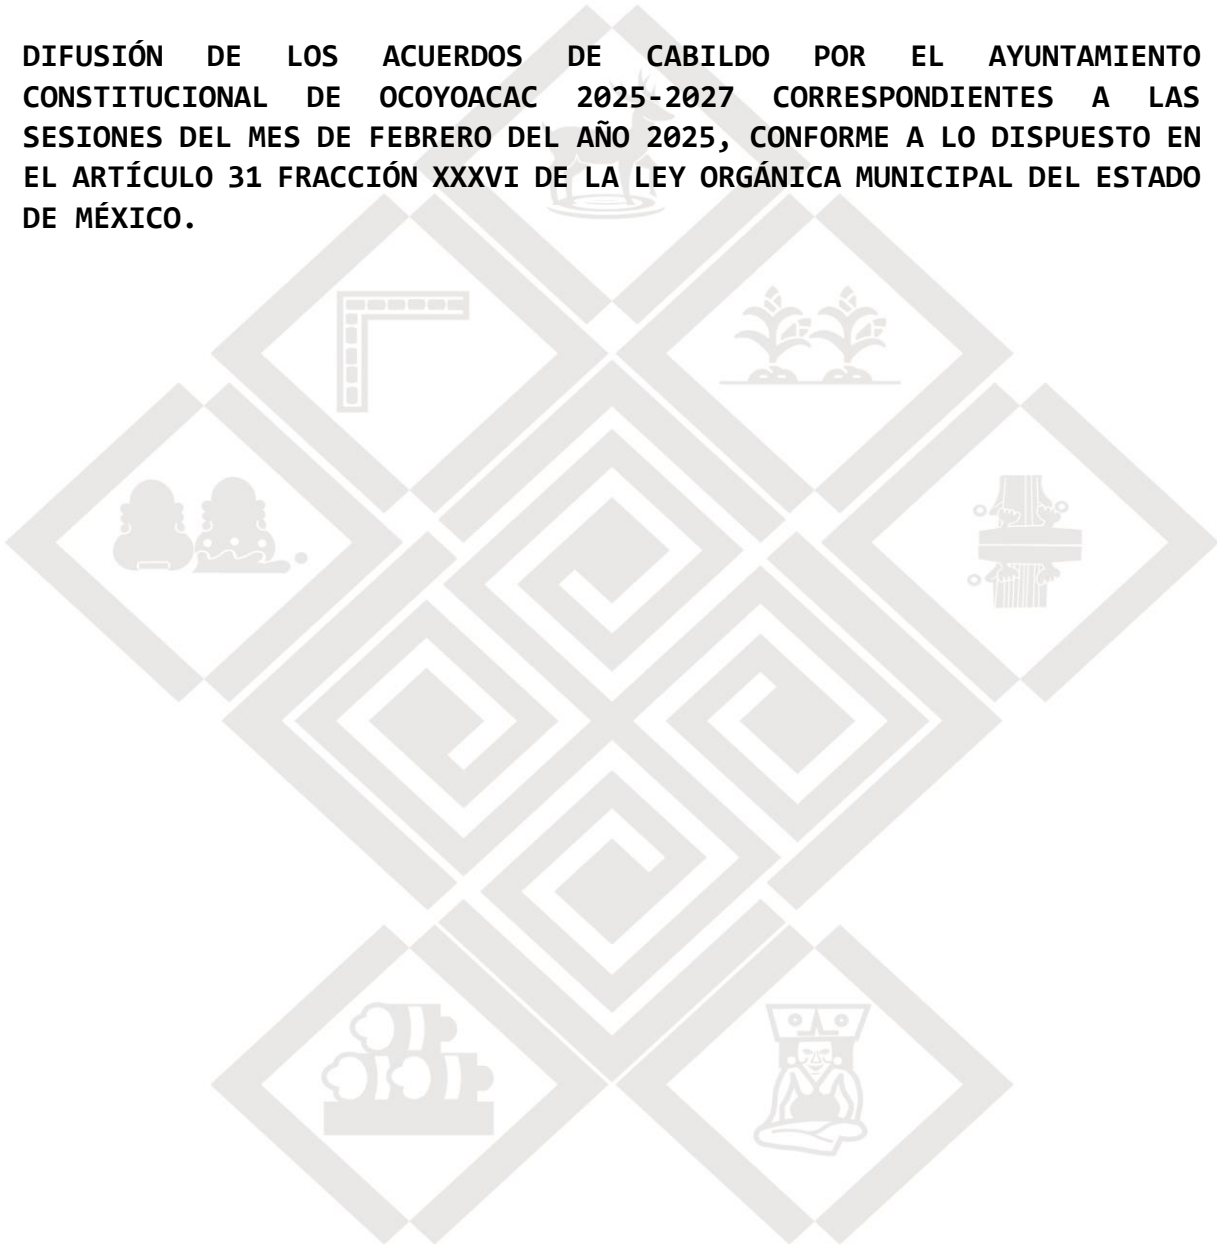 DIFUSIÓN DE LOS ACUERDOS DE CABILDO POR EL AYUNTAMIENTO
CONSTITUCIONAL DE OCOYOACAC 2025-2027 CORRESPONDIENTES A LAS
SESIONES DEL MES DE FEBRERO DEL AÑO 2025, CONFORME A LO DISPUESTO EN
EL ARTÍCULO 31 FRACCIÓN XXXVI DE LA LEY ORGÁNICA MUNICIPAL DEL ESTADO
DE MÉXICO.